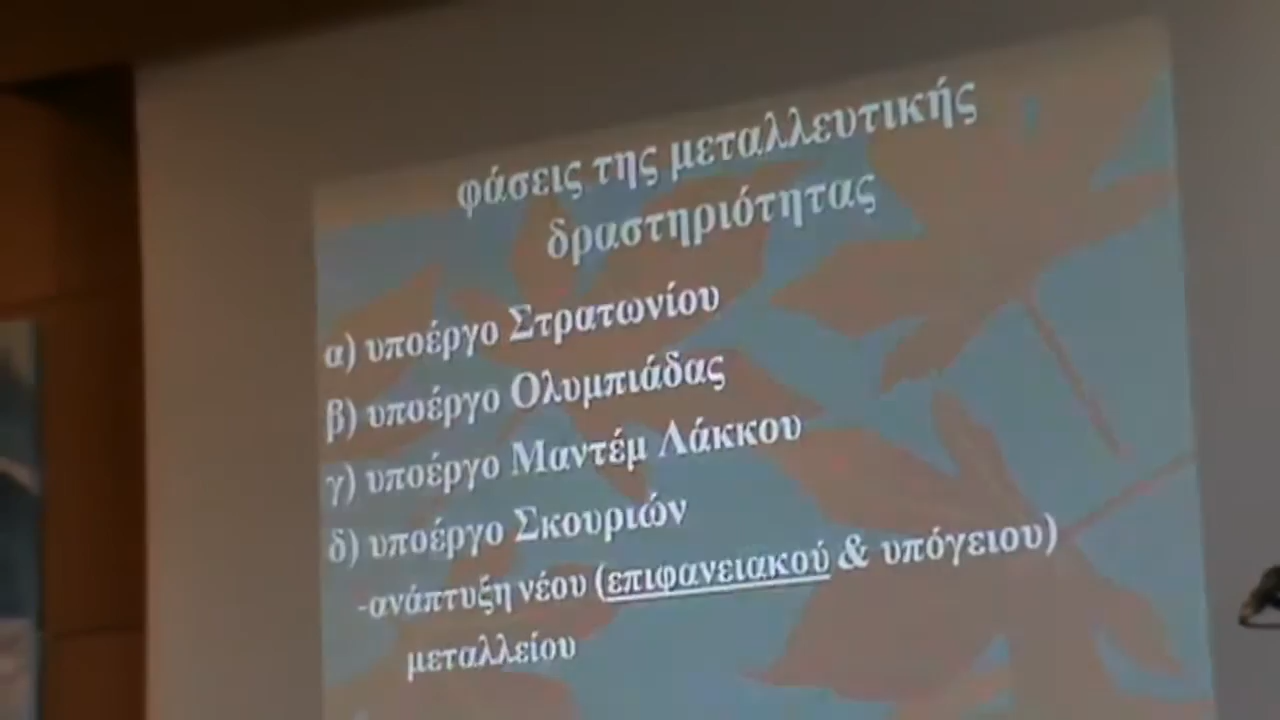 φάσεις της μεταλλευτικής
δραστηριότητας
α) υποέργο Στρατωνίου
β) υποέργο Ολυμπιάδας
γ) υποέργο Μαντέμ Λάκκου
δ) υποέργο Σκουριών
-ανάπτυξη νέου (επιφανειακού & υπόγειου)
μεταλλείου